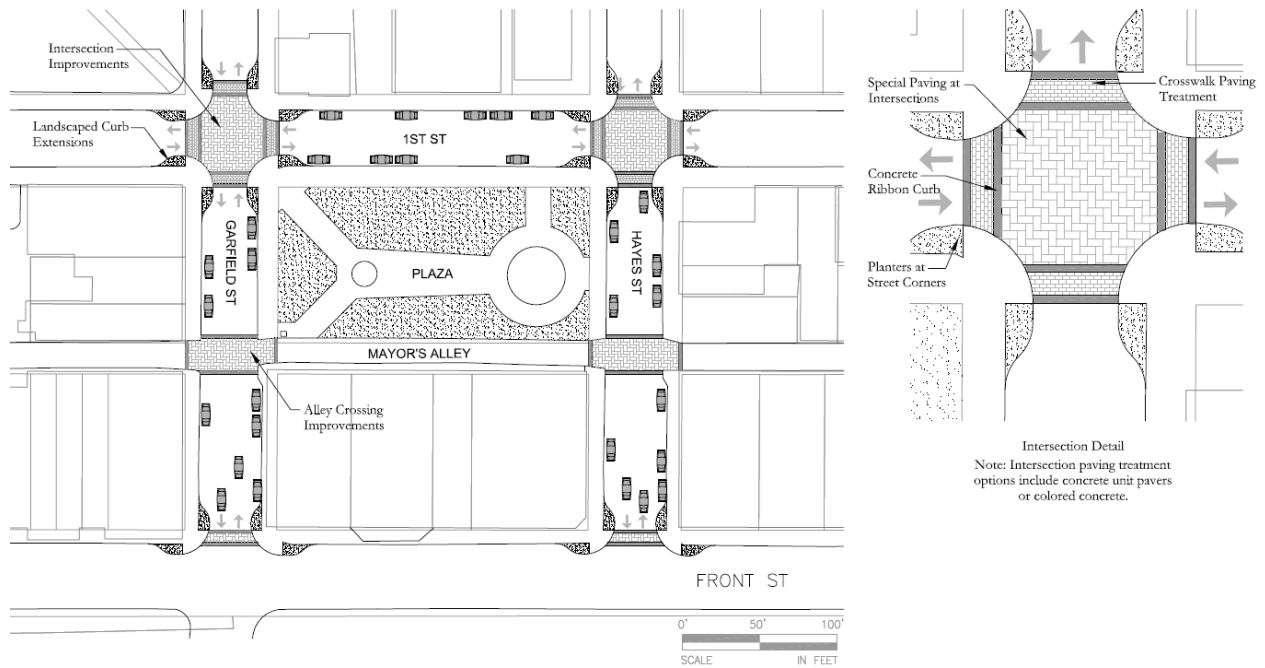 Intersection
Improvements
Landscaped Curb
Extensions
1ST ST
GARFIELD ST
PLAZA
HAYES ST
MAYOR'S ALLEY
Alley Crossing
Improvements
FRONT ST
0'
50'
100'
SCALE
IN FEET
Special Paving at
Intersections
Crosswalk Paving
Treatment
Concrete
Ribbon Curb
Planters at
Street Corners
Intersection Detail
Note: Intersection paving treatment
options include concrete unit pavers
or colored concrete.